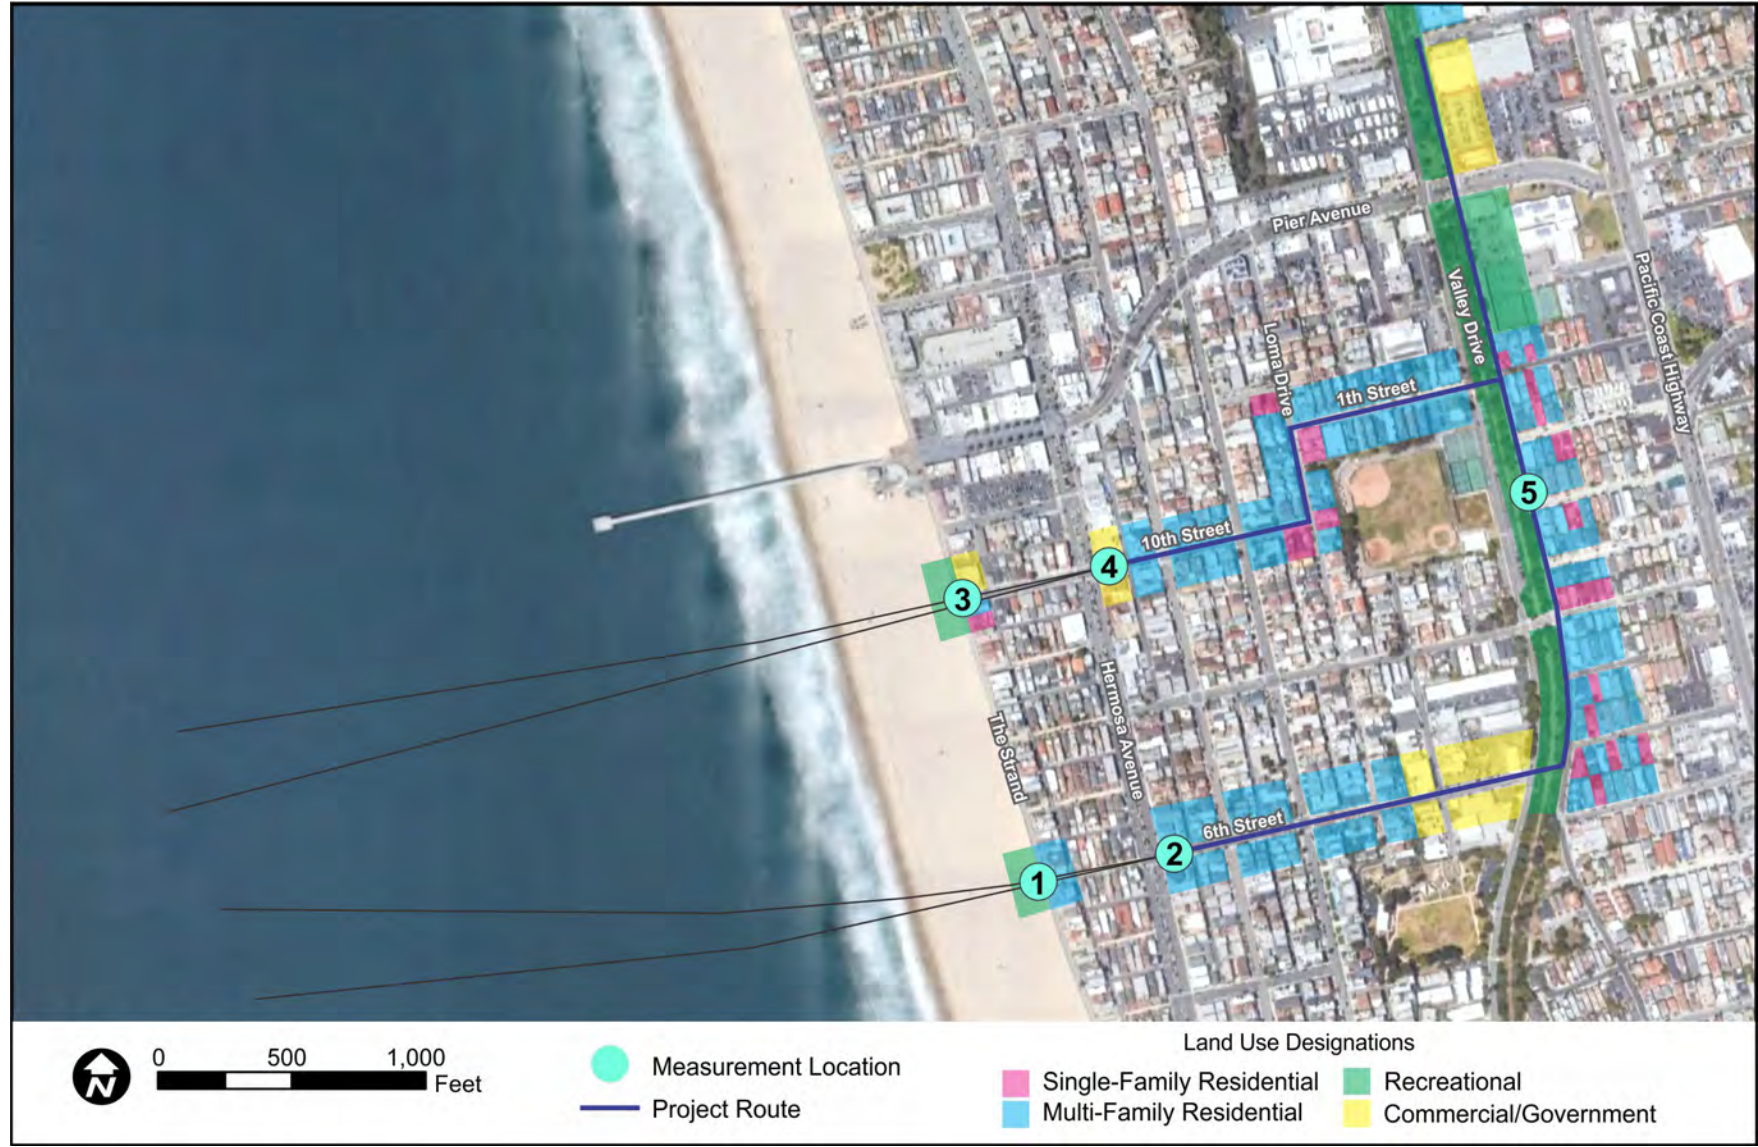 Pier Avenue
Valley Drive
Pacific Coast Highway
Loma Drive
1th Street
5
10th Street
4
3
Hermosa Avenue
The Strand
6th Street
2
1
N
0 500 1,000
Feet
Measurement Location
Project Route
Land Use Designations
Single-Family Residential
Multi-Family Residential
Recreational
Commercial/Government